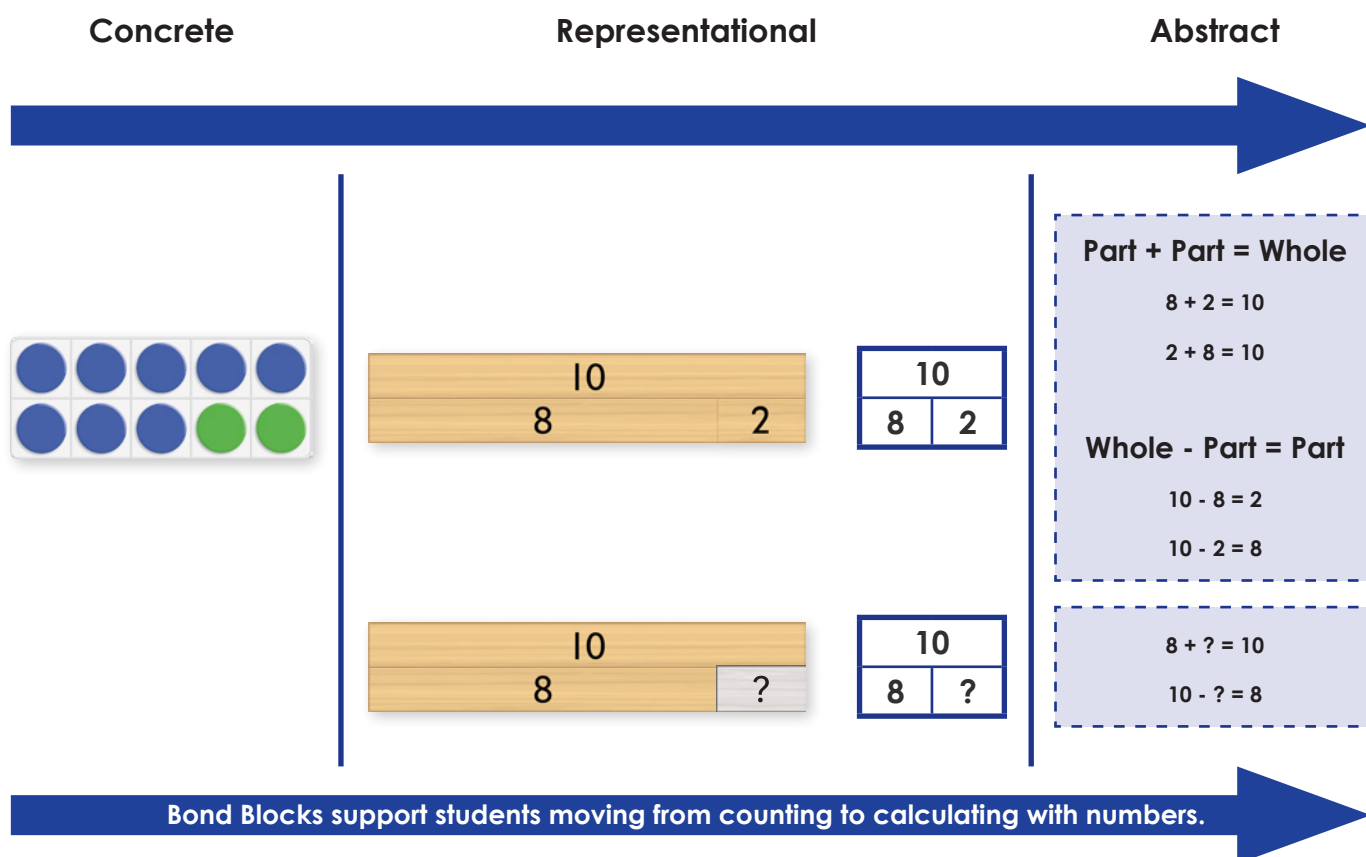 Concrete
Representational
Abstract
10
8 2
10
8 2
Part + Part = Whole
8 + 2 = 10
2 + 8 = 10
Whole - Part = Part
10 - 8 = 2
10 - 2 = 8
10
8 ?
10
8 ?
8 + ? = 10
10 - ? = 8
Bond Blocks support students moving from counting to calculating with numbers.